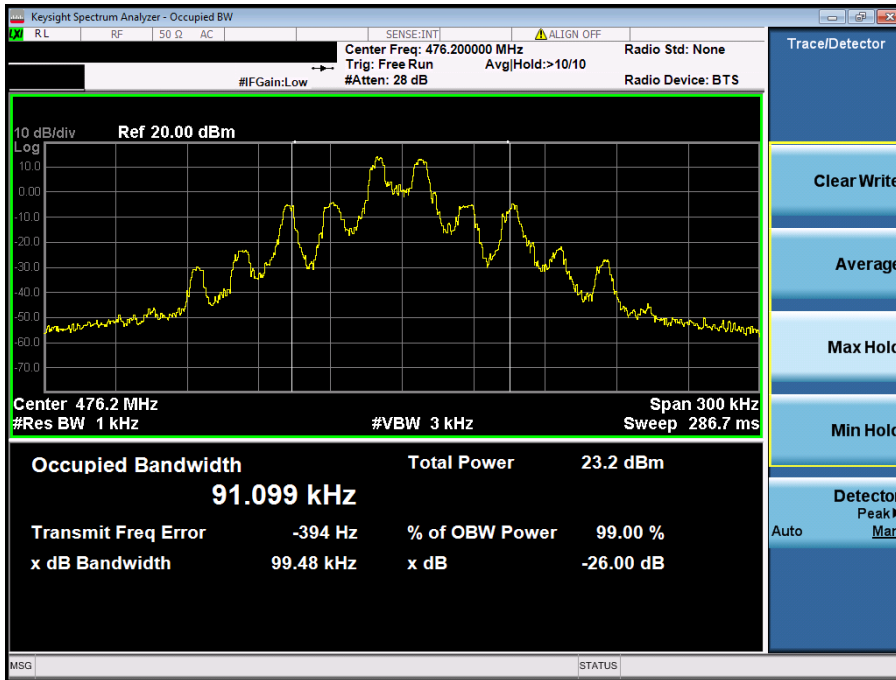 Keysight Spectrum Analyzer - Occupied BW
LXI RL RF 50 Ω AC SENSE:INT ALIGN OFF
Center Freq: 476.200000 MHz Radio Std: None
Trig: Free Run Avg|Hold:>10/10
#IFGain:Low #Atten: 28 dB Radio Device: BTS
10 dB/div Ref 20.00 dBm
Log
10.0
0.00
-10.0
-20.0
-30.0
-40.0
-50.0
-60.0
-70.0
Center 476.2 MHz Span 300 kHz
#Res BW 1 kHz #VBW 3 kHz Sweep 286.7 ms
Occupied Bandwidth Total Power 23.2 dBm
91.099 kHz
Transmit Freq Error -394 Hz % of OBW Power 99.00 %
x dB Bandwidth 99.48 kHz x dB -26.00 dB
MSG STATUS
Trace/Detector
Clear Write
Average
Max Hold
Min Hold
Detector
Peak
Auto Man